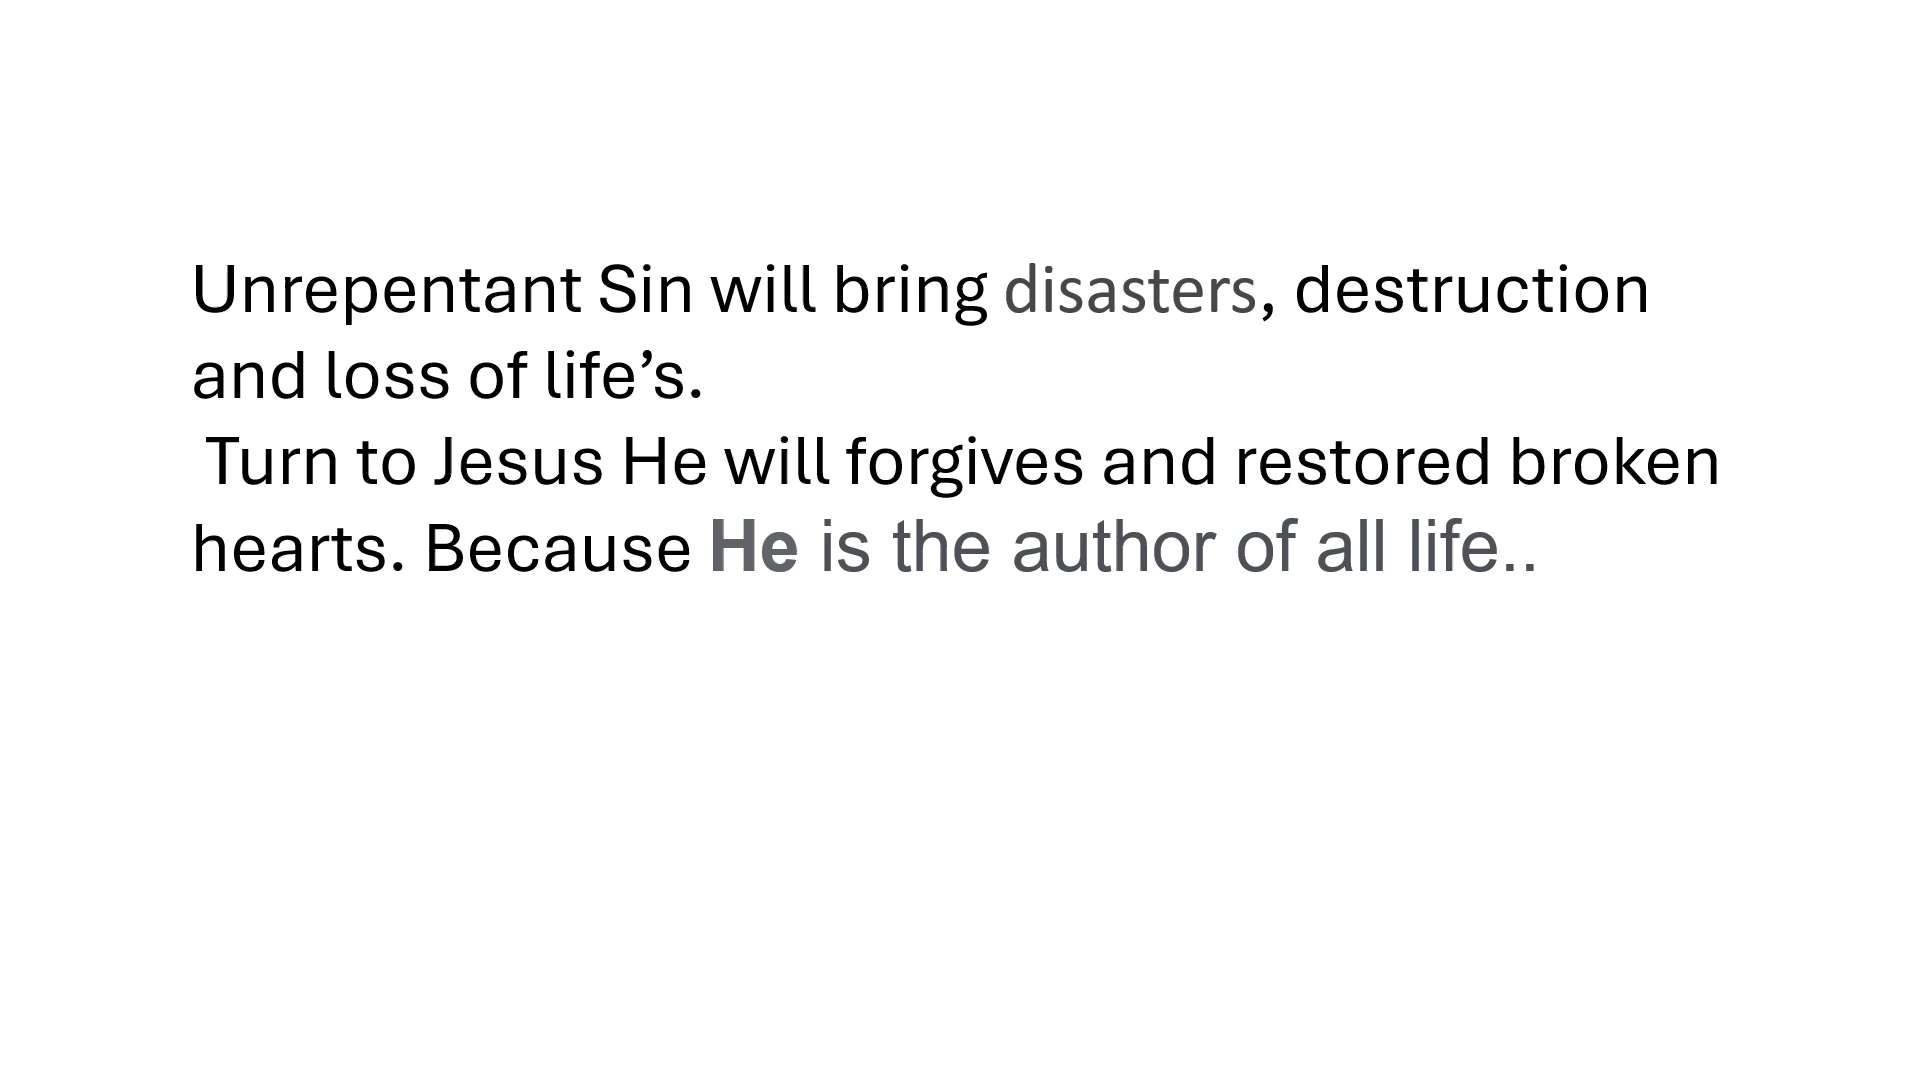 Unrepentant Sin will bring disasters, destruction
and loss of life’s.
Turn to Jesus He will forgives and restored broken
hearts. Because He is the author of all life..